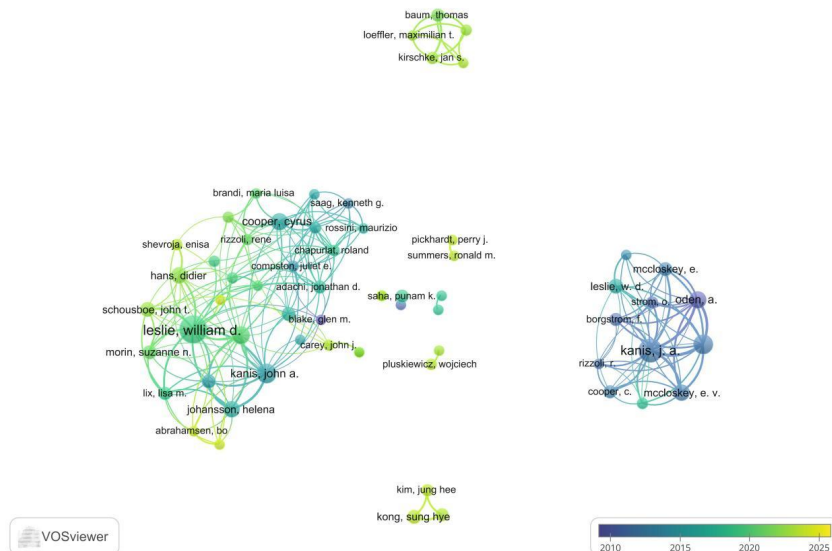 baum, thomas
loeffler, maximilian t.
kirschke, jan s.
brandi, maria luisa
saag, kenneth g.
cooper, cyrus
rossini, maurizio
shevroja, enisa
rizzoli, rene
chapurlat, roland
compston, juliet e.
hans, didier
adachi, jonathan d.
schousboe, john t.
leslie, william d.
blake, glen m.
morin, suzanne n.
carey, john j.
kanis, john a.
lix, lisa m.
johansson, helena
abrahamsen, bo
pickhardt, perry j.
summers, ronald m.
saha, punam k.
pluskiewicz, wojciech
mccloskey, e.
leslie, w. d.
strom, o.
oden, a.
borgstrom, f.
kanis, j. a.
rizzoli, r.
cooper, c.
mccloskey, e. v.
kim, jung hee
kong, sung hye
VOSviewer
2010 2015 2020 2025